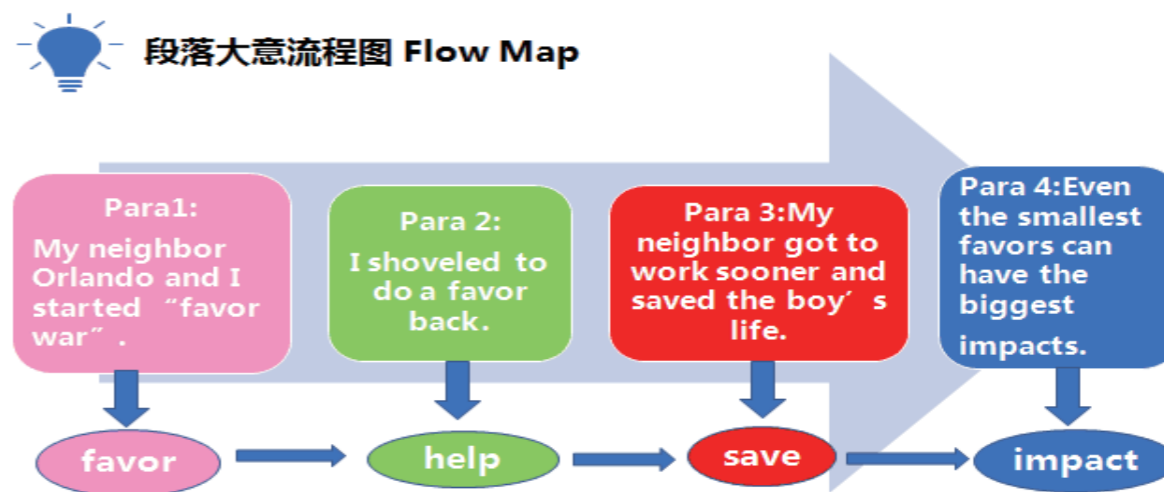 段落大意流程图 Flow Map
Para1:
My neighbor
Orlando and I
started “favor
war”.
Para 2:
I shoveled to
do a favor
back.
Para 3:My
neighbor got to
work sooner and
saved the boy’s
life.
Para 4:Even
the smallest
favors can
have the
biggest
impacts.
favor
help
save
impact